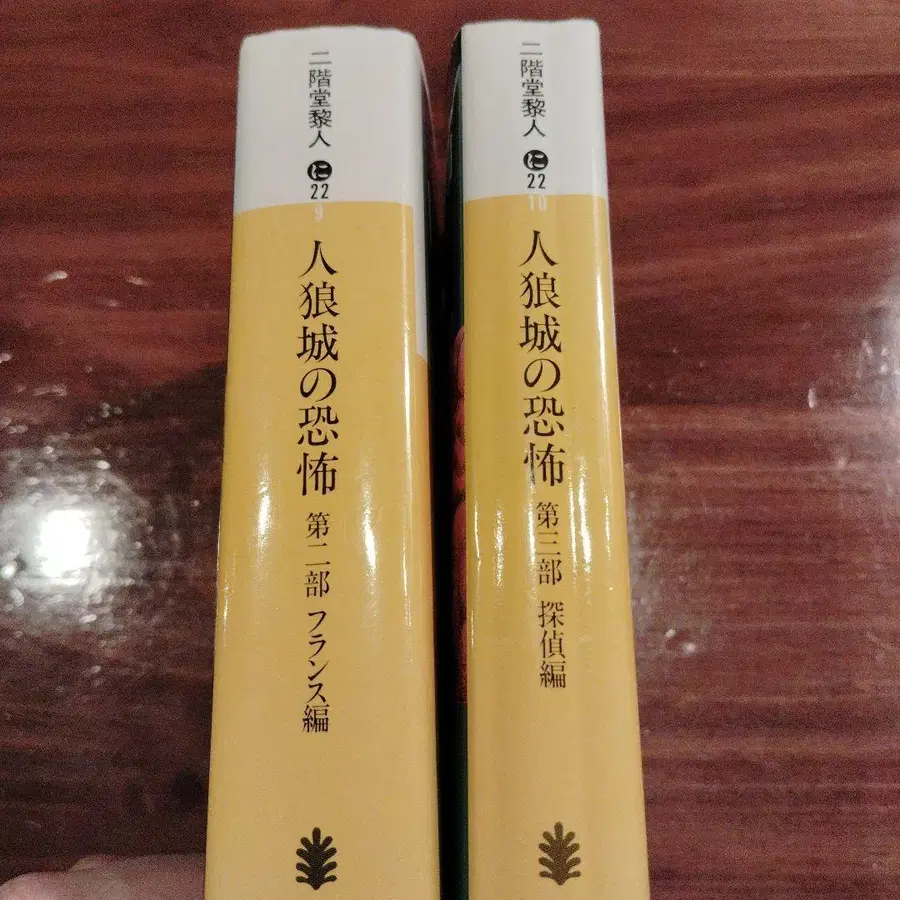 二階堂黎人
に
22
9
人狼城の恐怖
第二部 フランス編
二階堂黎人
に
22
10
人狼城の恐怖
第三部 探偵編